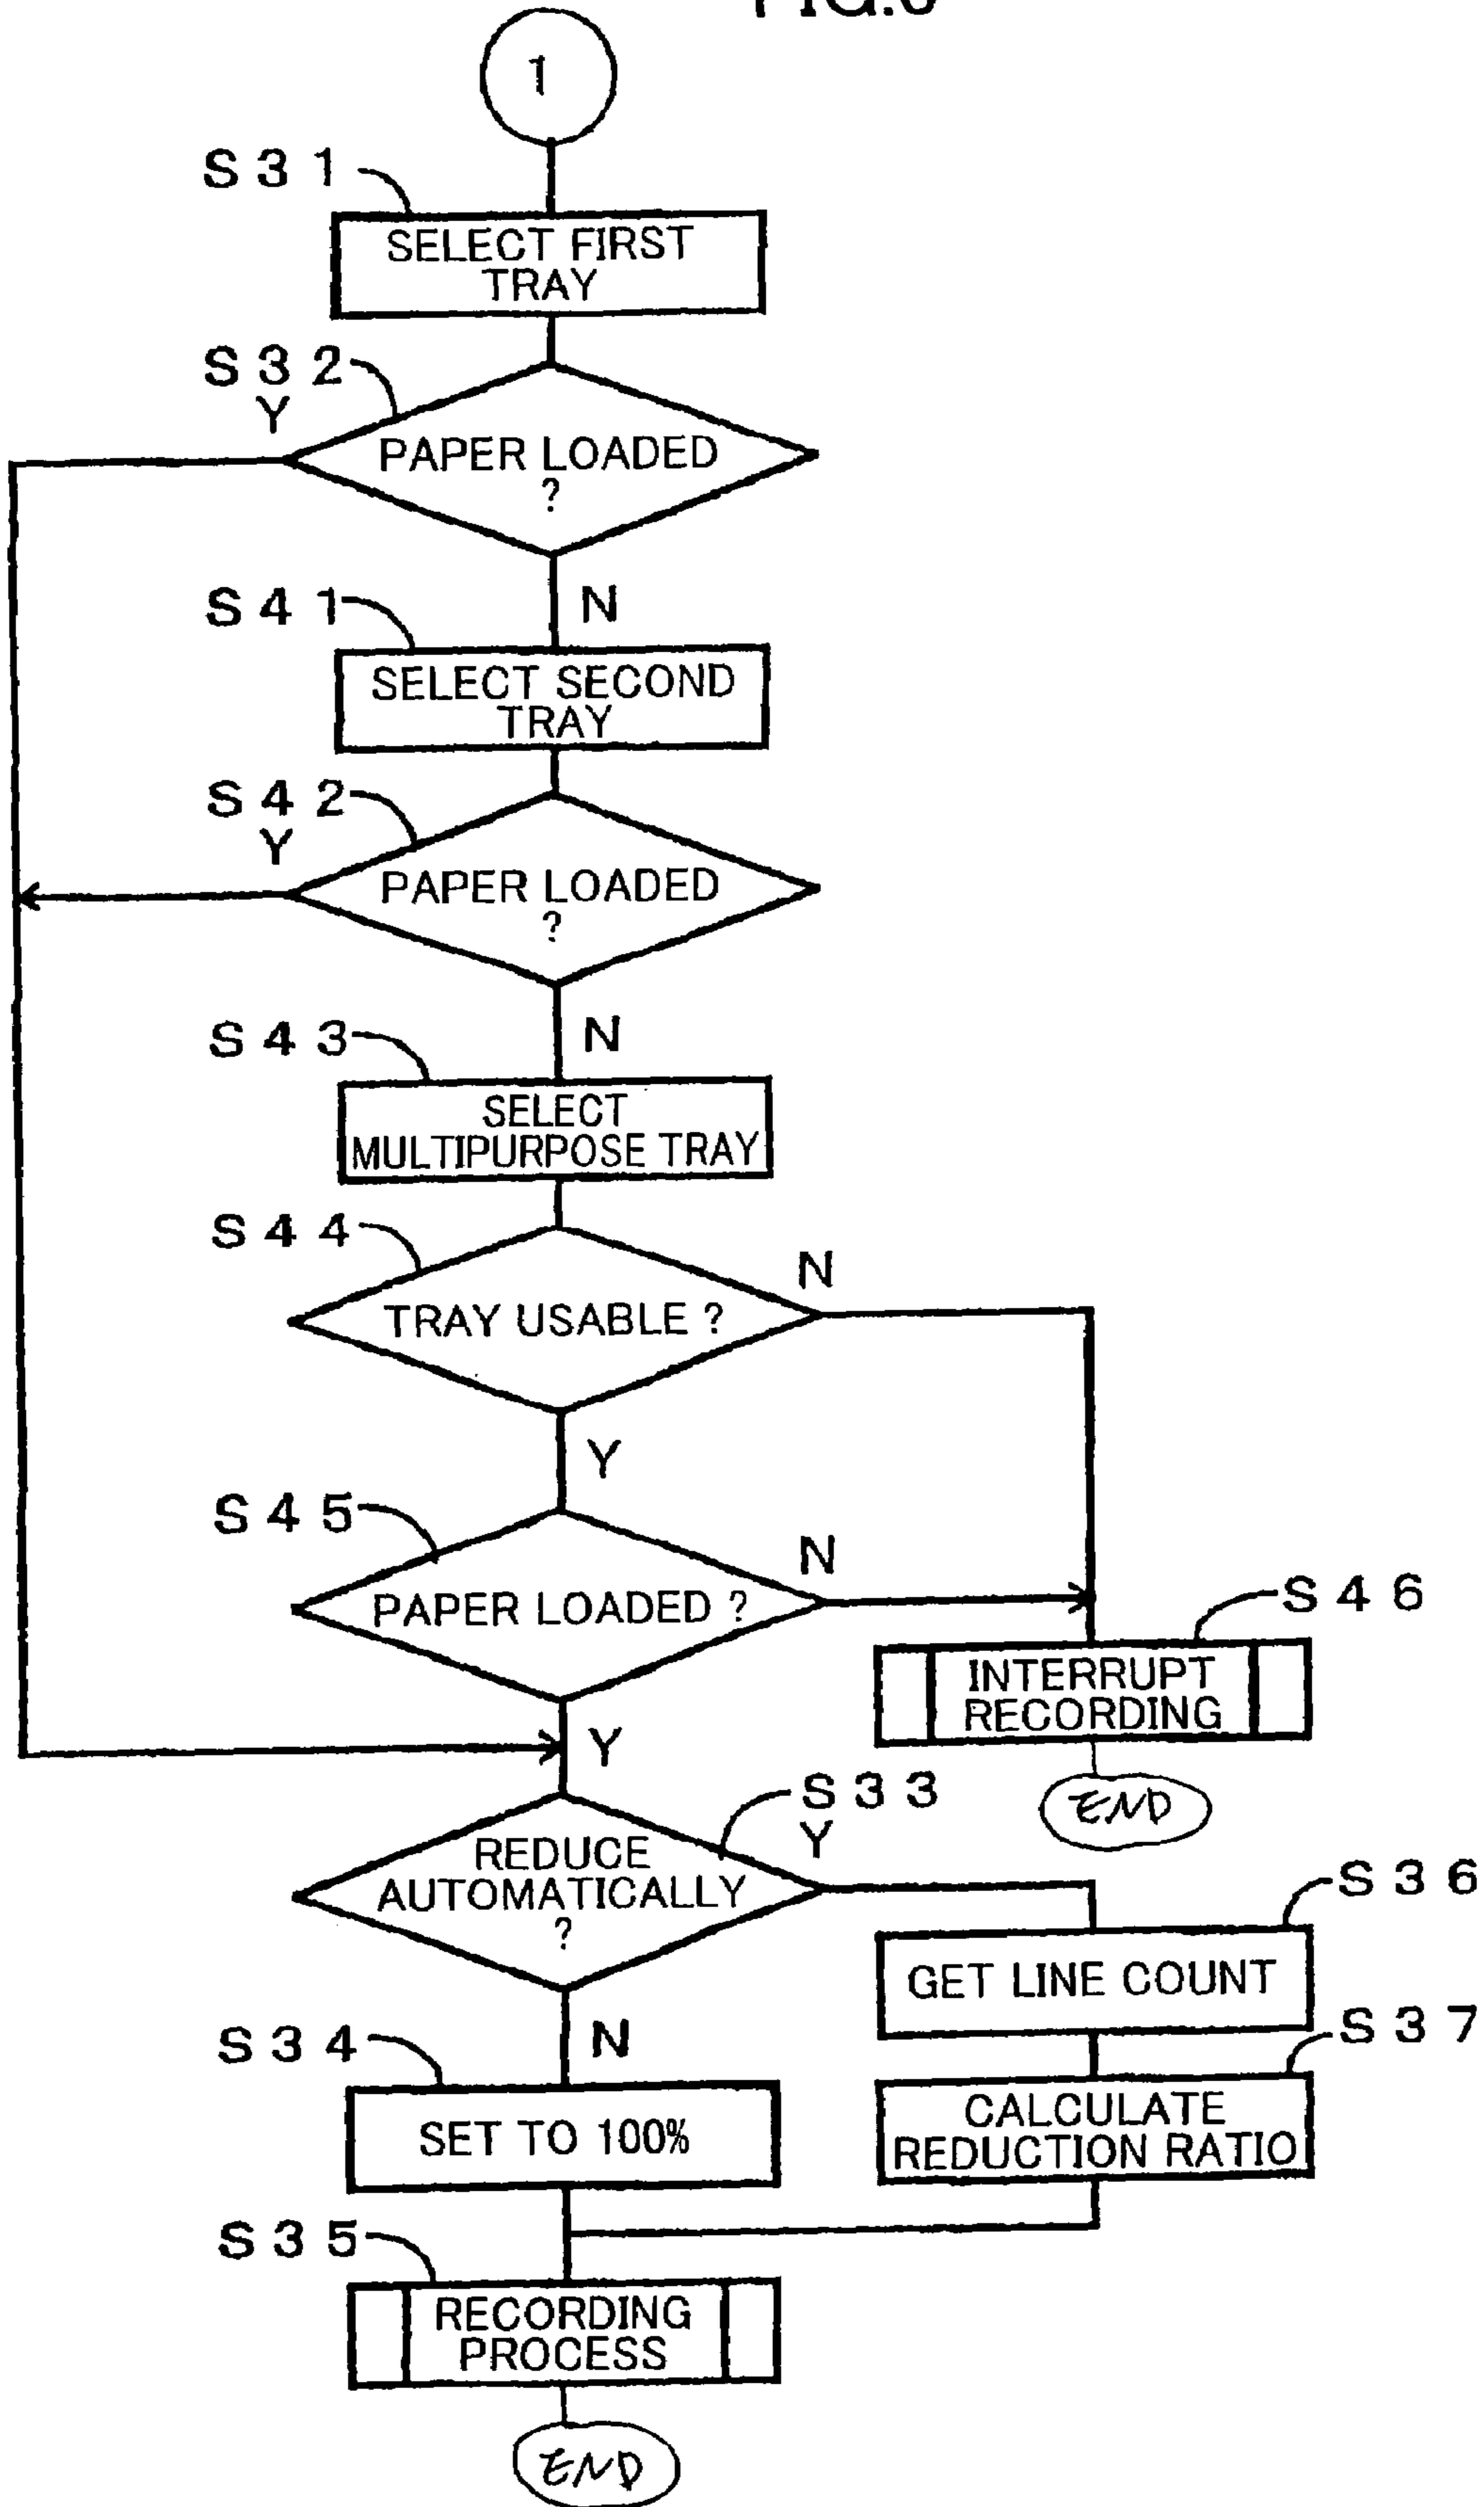 1
S31
SELECT FIRST
TRAY
S32
Y
PAPER LOADED
?
N
S41
SELECT SECOND
TRAY
S42
Y
PAPER LOADED
?
N
S43
SELECT
MULTIPURPOSE TRAY
S44
N
TRAY USABLE ?
Y
S45
N
PAPER LOADED ?
S46
INTERRUPT
RECORDING
Y
END
S33
Y
REDUCE
AUTOMATICALLY
?
S36
GET LINE COUNT
N
S34
S37
SET TO 100%
CALCULATE
REDUCTION RATIO
S35
RECORDING
PROCESS
END